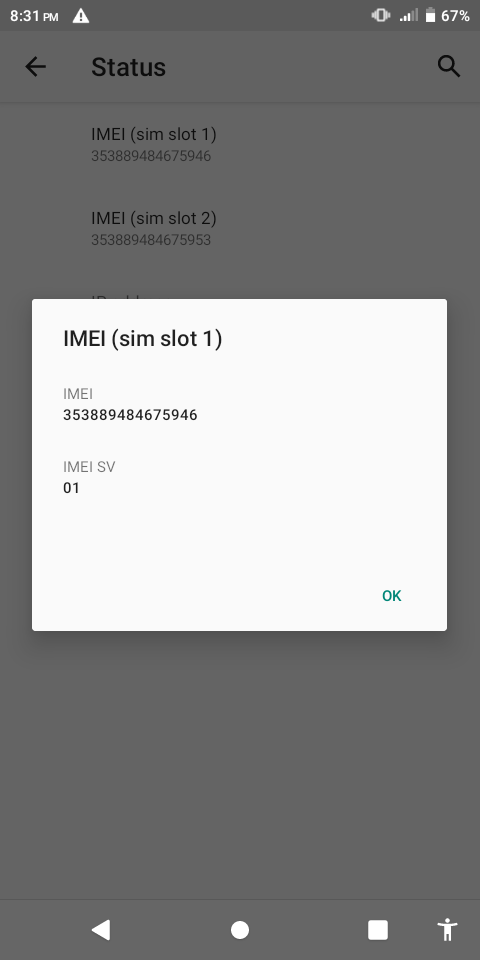 8:31 PM
67%
Status
IMEI (sim slot 1)
353889484675946
IMEI (sim slot 2)
353889484675953
IMEI (sim slot 1)
IMEI
353889484675946
IMEI SV
01
OK